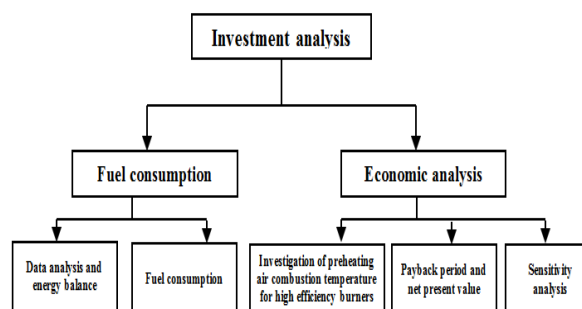 Investment analysis
Fuel consumption
Economic analysis
Data analysis and
energy balance
Fuel consumption
Investigation of preheating
air combustion temperature
for high efficiency burners
Payback period and
net present value
Sensitivity
analysis